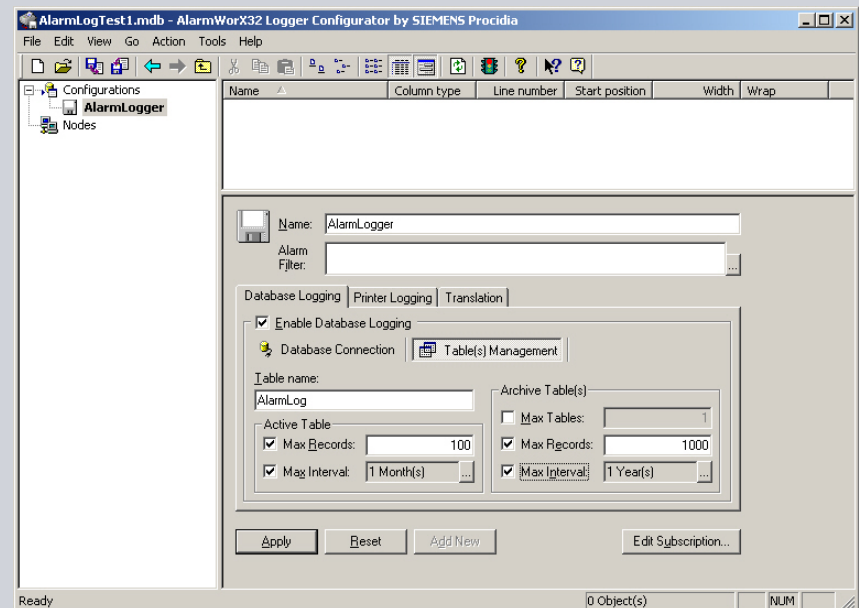 AlarmLogTest1.mdb - AlarmWorX32 Logger Configurator by SIEMENS Procidia
File Edit View Go Action Tools Help
Configurations
AlarmLogger
Nodes
Name Column type Line number Start position Width Wrap
Name: AlarmLogger
Alarm
Filter:
...
Database Logging Printer Logging Translation
Enable Database Logging
Database Connection Table(s) Management
Table name:
AlarmLog
Active Table
Max Records: 100
Max Interval: 1 Month(s) ...
Archive Table(s)
Max Tables: 1
Max Records: 1000
Max Interval: 1 Year(s) ...
Apply Reset Add New Edit Subscription...
Ready 0 Object(s) NUM